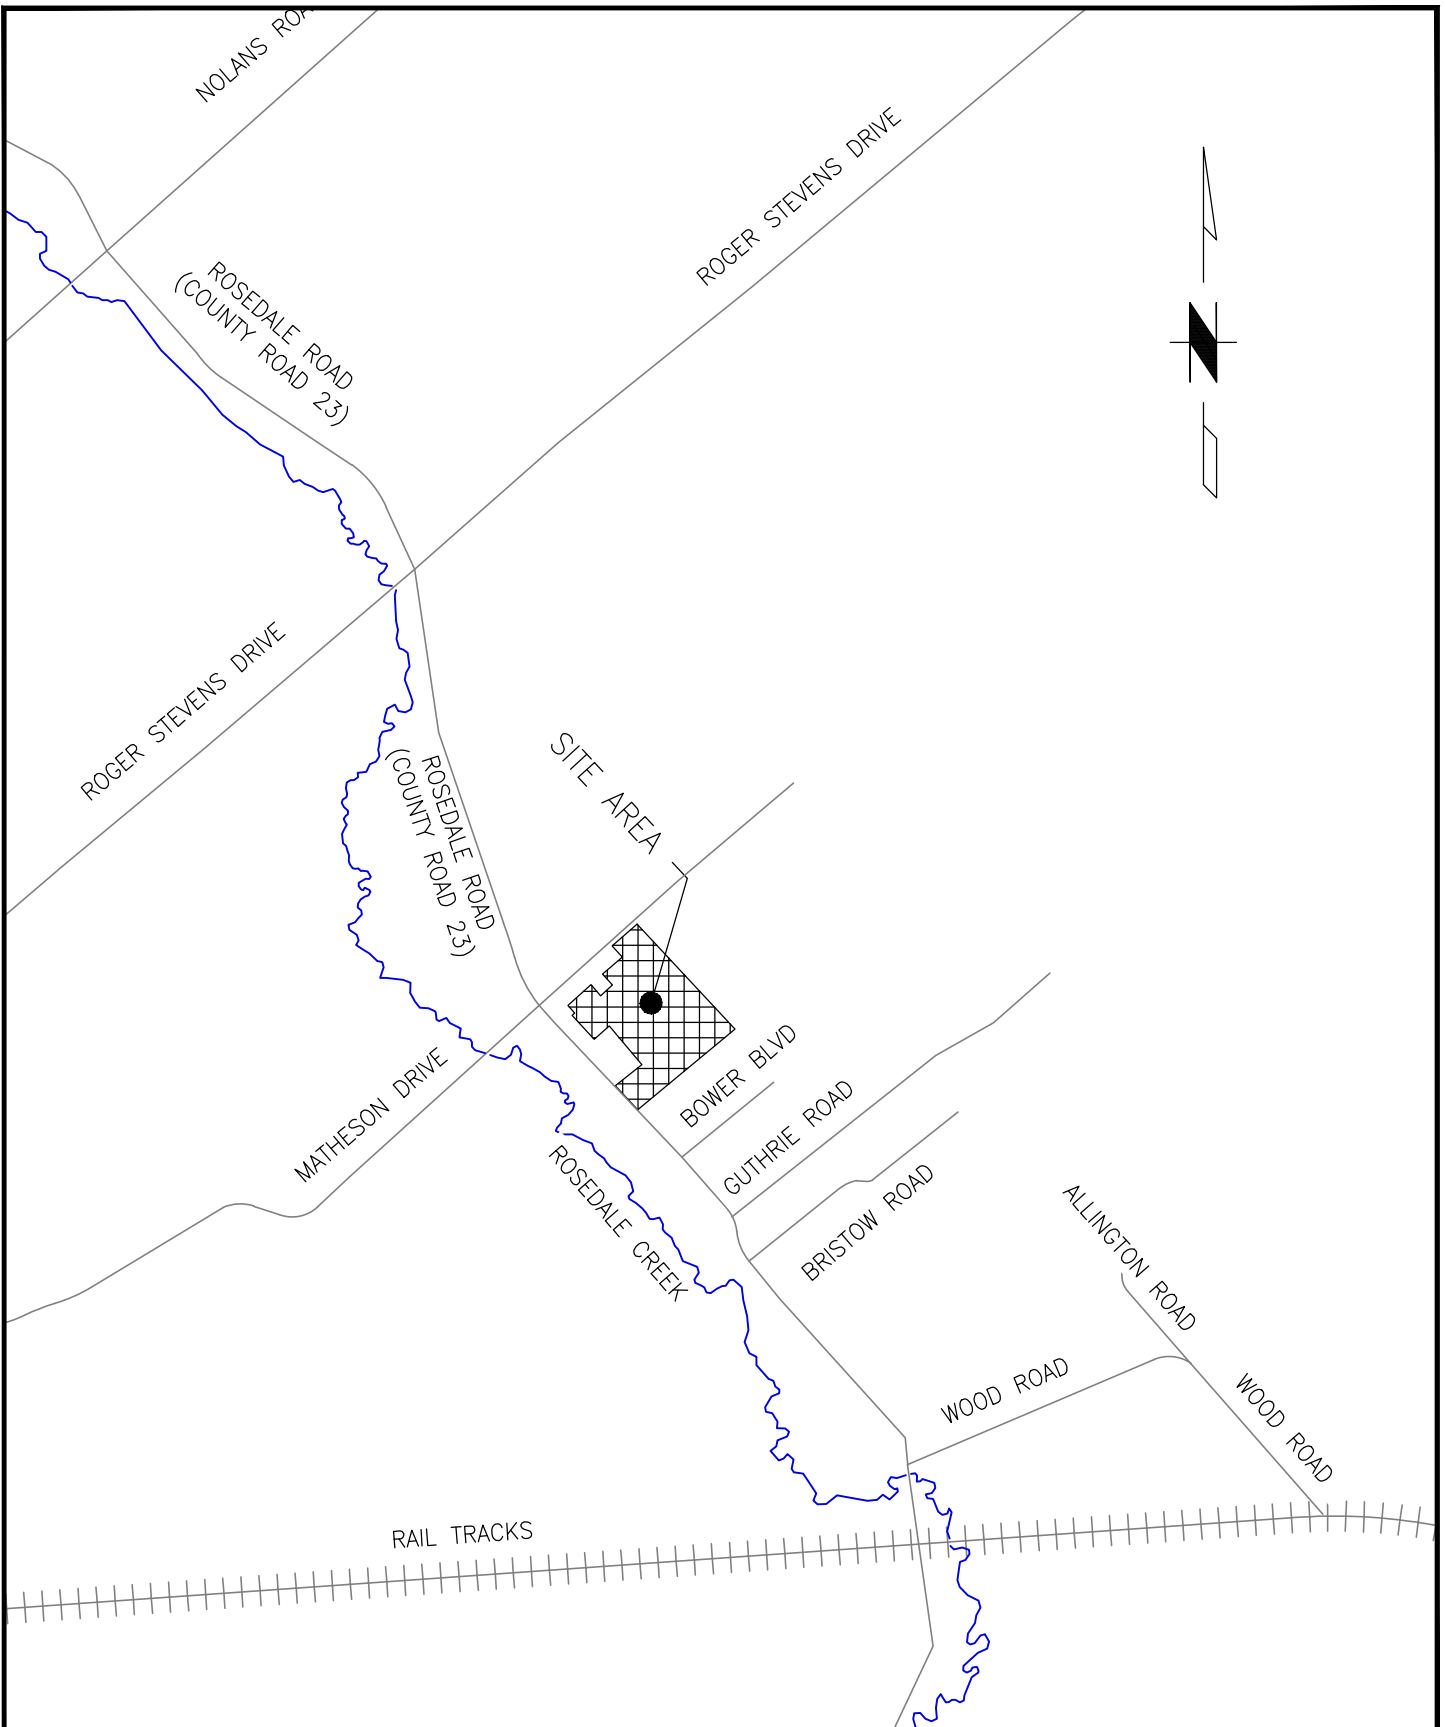 NOLANS
ROGER STEVENS DRIVE
ROSEDALE ROAD
(COUNTY ROAD 23)
N
ROGER STEVENS DRIVE
SITE AREA
ROSEDALE ROAD
(COUNTY ROAD 23)
MATHESON DRIVE
BOWER BLVD
GUTHRIE ROAD
ROSEDALE CREEK
BRISTOW ROAD
ALLINGTON ROAD
WOOD ROAD
WOOD ROAD
RAIL TRACKS